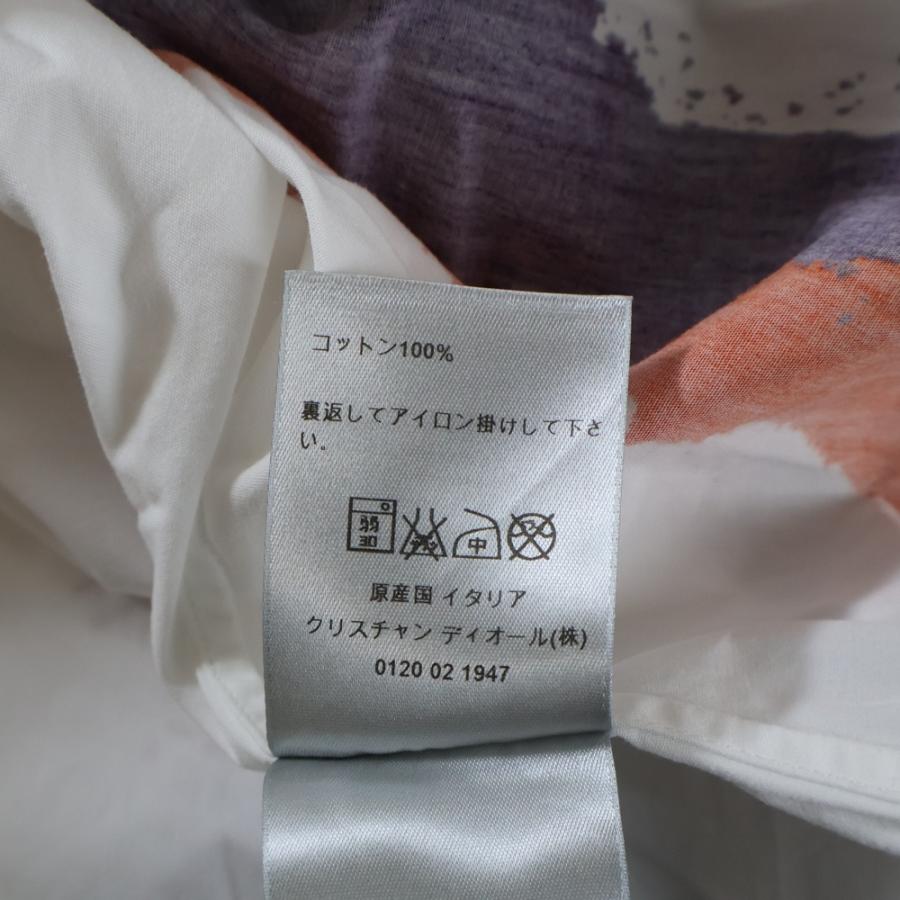 コットン100%
裏返してアイロン掛けして下さ
い。
弱
30
中
原産国 イタリア
クリスチャン ディオール(株)
0120 02 1947